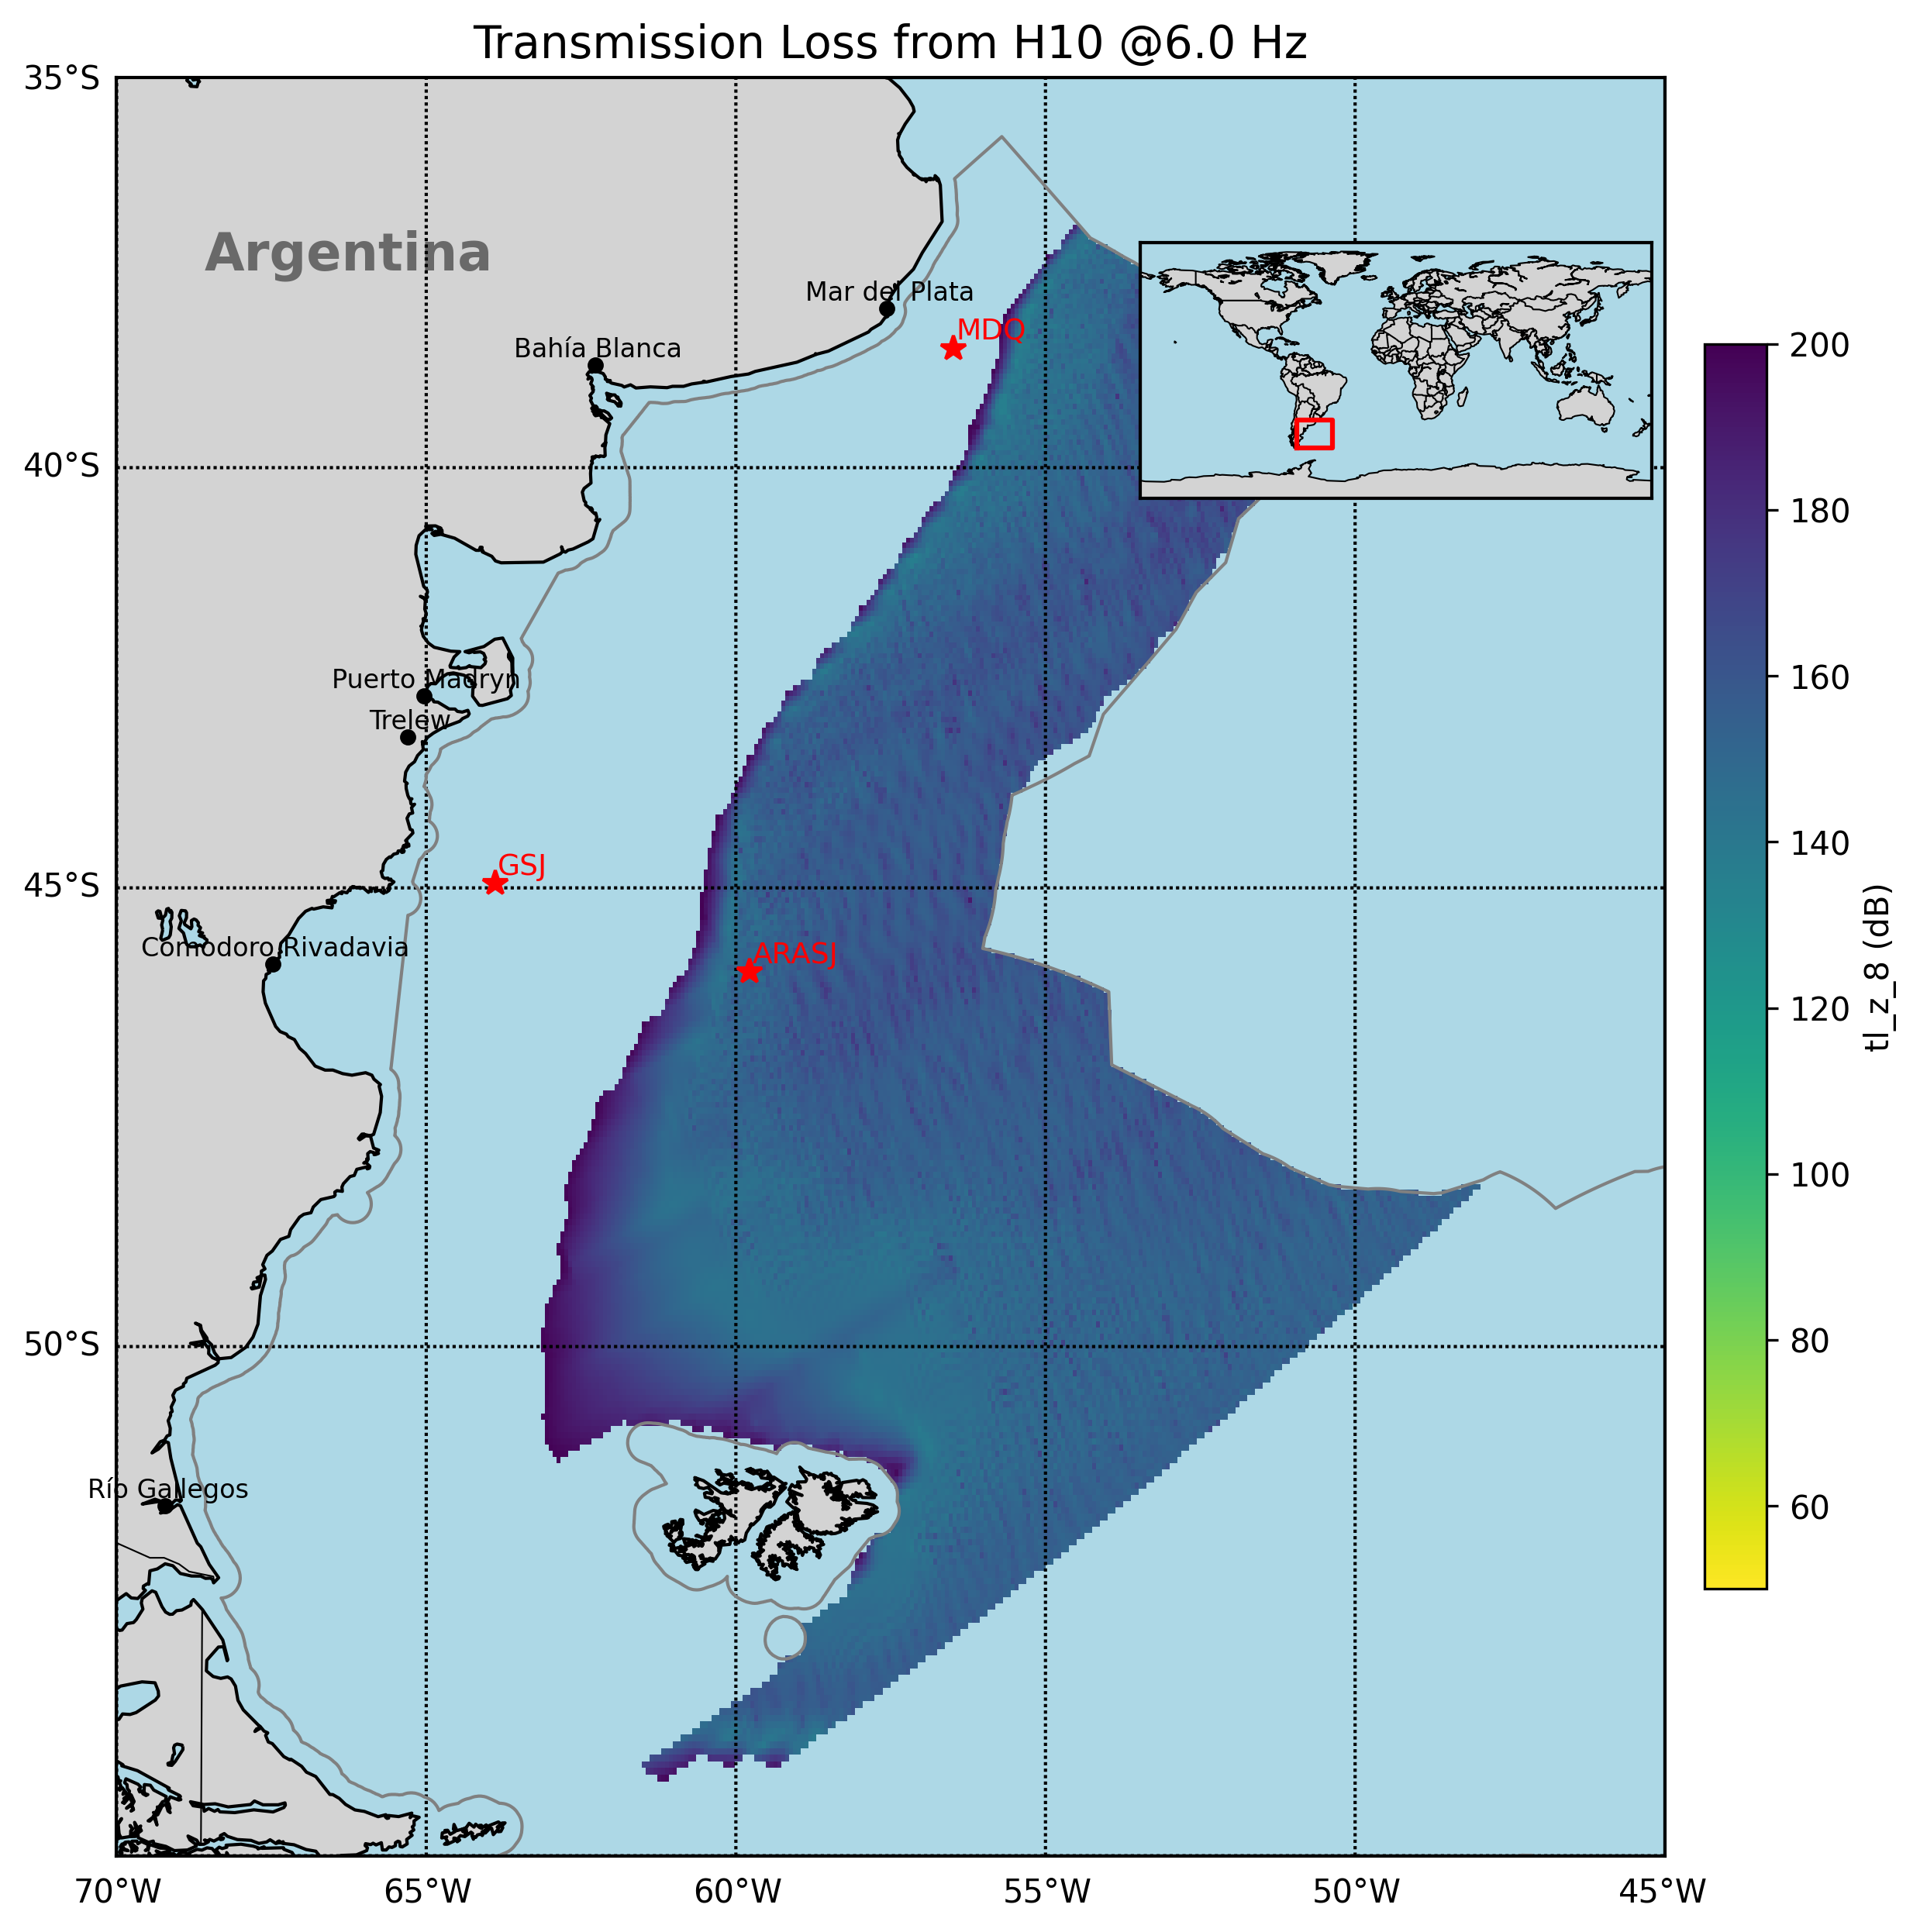 Transmission Loss from H10 @6.0 Hz
35°S
Argentina
Mar del Plata
MDQ
Bahía Blanca
200
40°S
180
Puerto Madryn
160
Trelew
140
GSJ
45°S
Comodoro Rivadavia
ARASJ
tl_z_8 (dB)
120
100
50°S
80
Río Gallegos
60
70°W
65°W
60°W
55°W
50°W
45°W